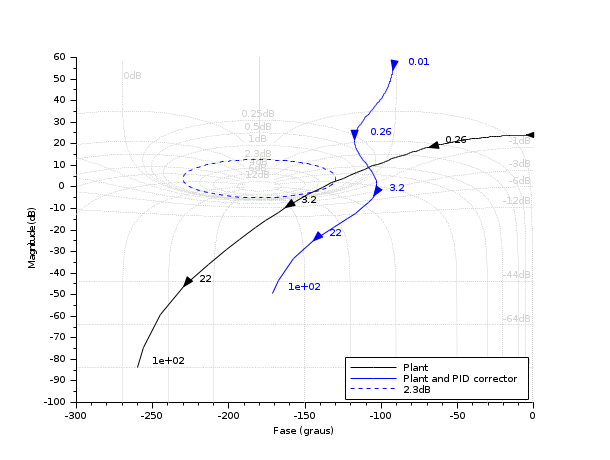 60
50
40
30
20
10
0
-10
-20
-30
-40
-50
-60
-70
-80
-90
-100
Magnitude (dB)
-300
-250
-200
-150
-100
-50
0
Fase (graus)
0dB
0.25dB
0.5dB
1dB
2.3dB
12dB
-1dB
-3dB
-6dB
-12dB
-44dB
-64dB
0.01
0.26
3.2
22
1e+02
0.26
3.2
22
1e+02
Plant
Plant and PID corrector
2.3dB